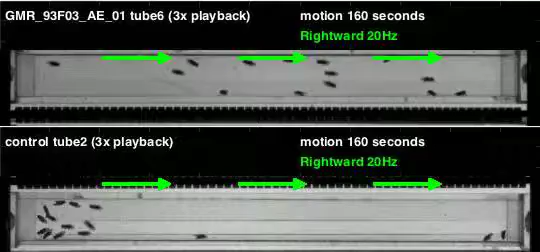 GMR_93F03_AE_01 tube6 (3x playback) motion 160 seconds
Rightward 20Hz
control tube2 (3x playback) motion 160 seconds
Rightward 20Hz